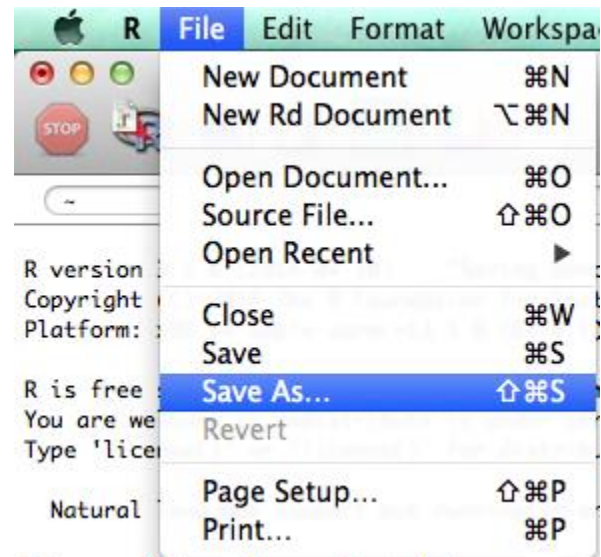 R File Edit Format Workspa
New Document ⌘N
New Rd Document ⌥⌘N
STOP
Open Document... ⌘O
~
Source File... ⇧⌘O
Open Recent ▶
R version
Copyright
Platform:
Close ⌘W
Save ⌘S
R is free
Save As... ⇧⌘S
You are we
Revert
Type 'licen
Page Setup... ⇧⌘P
Natural
Print... ⌘P